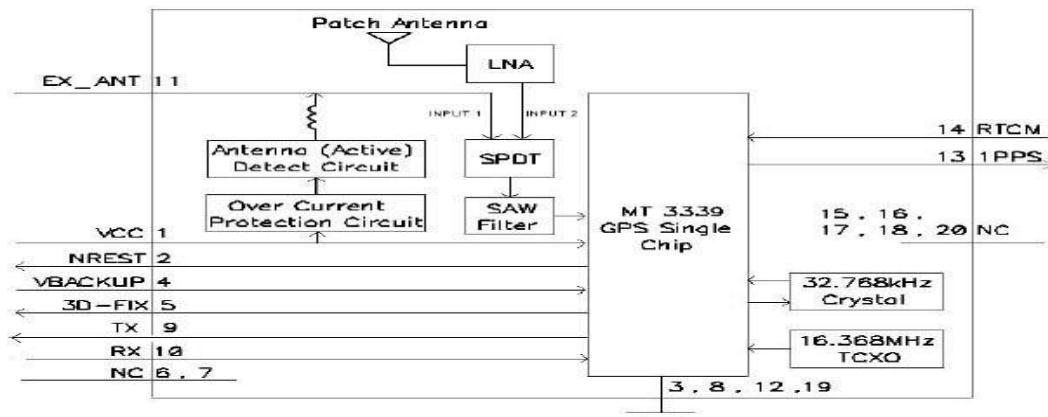 Patch Antenna
LNA
EX_ANT 11
INPUT 1
INPUT 2
Antenna (Active)
Detect Circuit
SPDT
14 RTCM
13 1PPS
Over Current
Protection Circuit
SAW
Filter
MT 3339
GPS Single
Chip
15, 16,
17, 18, 20 NC
VCC 1
NREST 2
VBACKUP 4
32.768kHz
Crystal
3D-FIX 5
TX 9
16.368MHz
TCXO
RX 10
NC 6, 7
3, 8, 12, 19